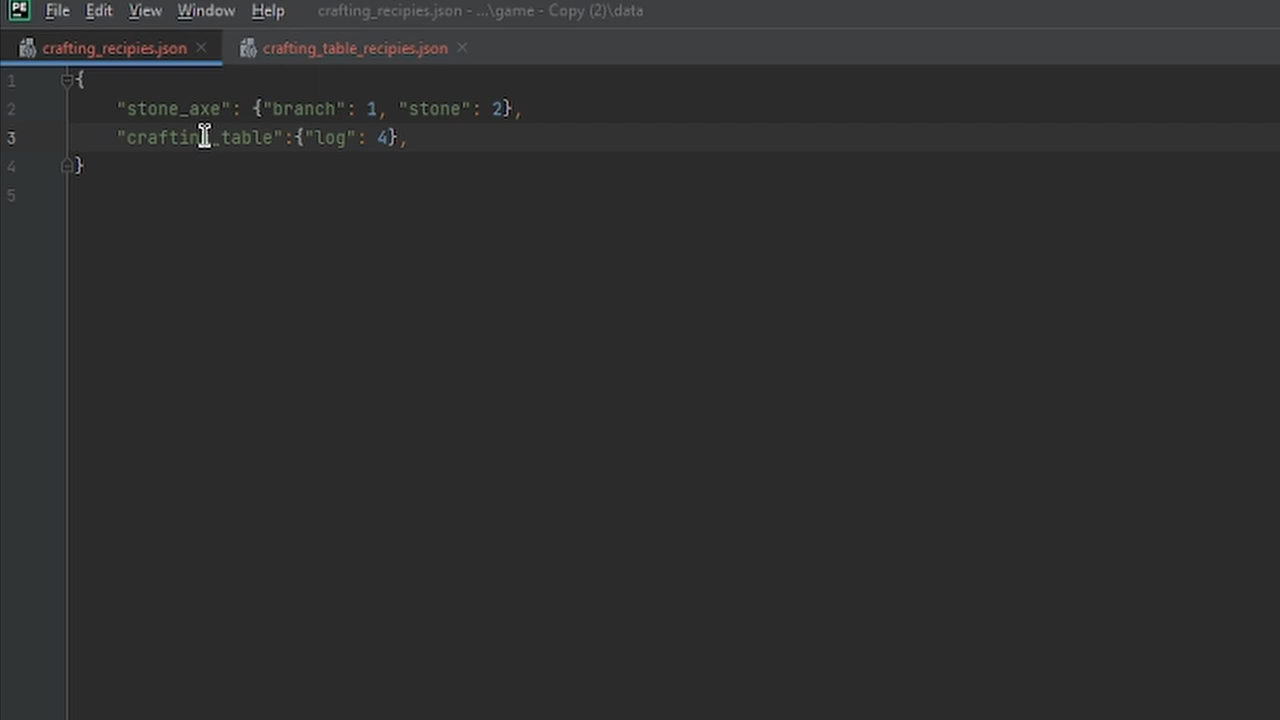 PE File Edit View Window Help crafting_recipies.json - ...\game - Copy (2)\data
crafting_recipies.json crafting_table_recipies.json
1 {
2 "stone_axe": {"branch": 1, "stone": 2},
3 "crafting_table":{"log": 4},
4 }
5